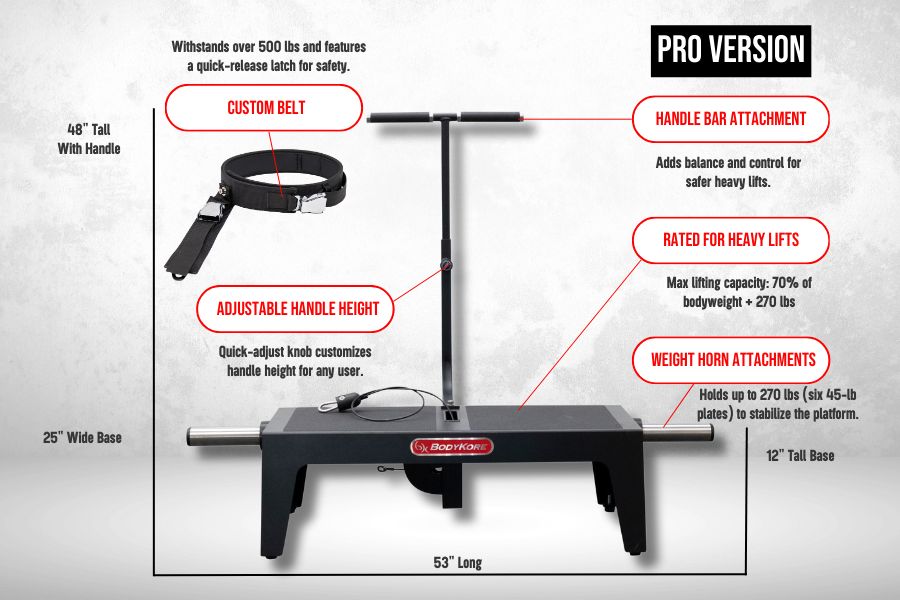 Withstands over 500 lbs and features
a quick-release latch for safety.
CUSTOM BELT
PRO VERSION
48" Tall
With Handle
HANDLE BAR ATTACHMENT
Adds balance and control for
safer heavy lifts.
RATED FOR HEAVY LIFTS
Max lifting capacity: 70% of
bodyweight + 270 lbs
ADJUSTABLE HANDLE HEIGHT
Quick-adjust knob customizes
handle height for any user.
WEIGHT HORN ATTACHMENTS
Holds up to 270 lbs (six 45-lb
plates) to stabilize the platform.
25" Wide Base
BODYKORE
12" Tall Base
53" Long